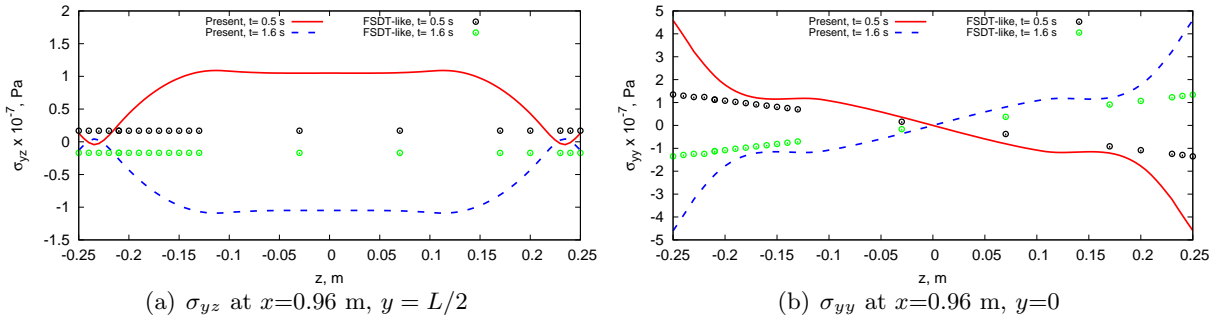 Present, t= 0.5 s
Present, t= 1.6 s
FSDT-like, t= 0.5 s
FSDT-like, t= 1.6 s
σyz x 10-7, Pa
2
1.5
1
0.5
0
-0.5
-1
-1.5
-0.25 -0.2 -0.15 -0.1 -0.05 0 0.05 0.1 0.15 0.2 0.25
z, m
(a) σyz at x=0.96 m, y = L/2
Present, t= 0.5 s
Present, t= 1.6 s
FSDT-like, t= 0.5 s
FSDT-like, t= 1.6 s
σyy x 10-7, Pa
5
4
3
2
1
0
-1
-2
-3
-4
5
-0.25 -0.2 -0.15 -0.1 -0.05 0 0.05 0.1 0.15 0.2 0.25
z, m
(b) σyy at x=0.96 m, y=0